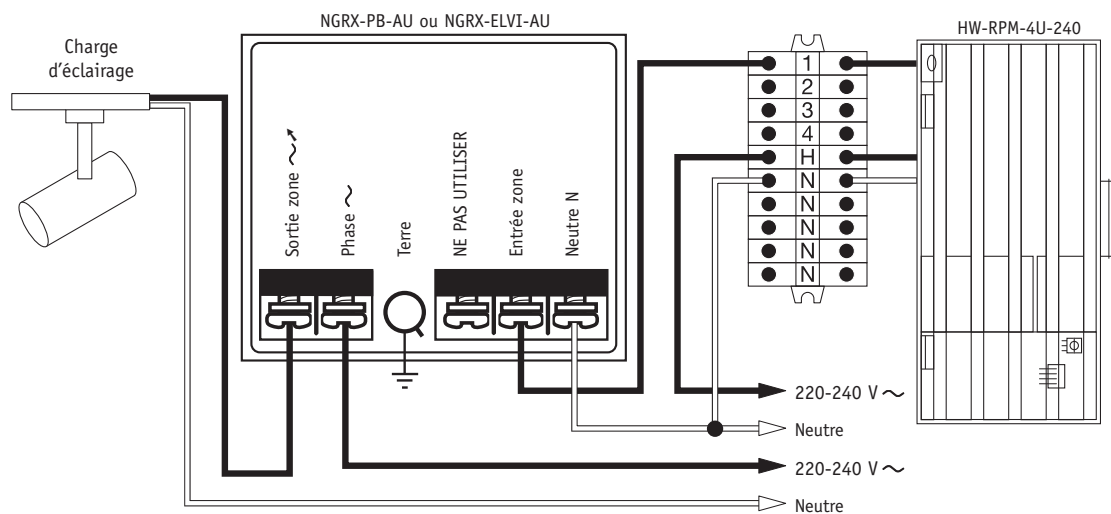 NGRX-PB-AU ou NGRX-ELVI-AU
HW-RPM-4U-240
Charge
d'éclairage
1
2
3
4
H
N
N
N
N
N
Sortie zone
Phase
Terre
NE PAS UTILISER
Entrée zone
Neutre N
220-240 V
Neutre
220-240 V
Neutre